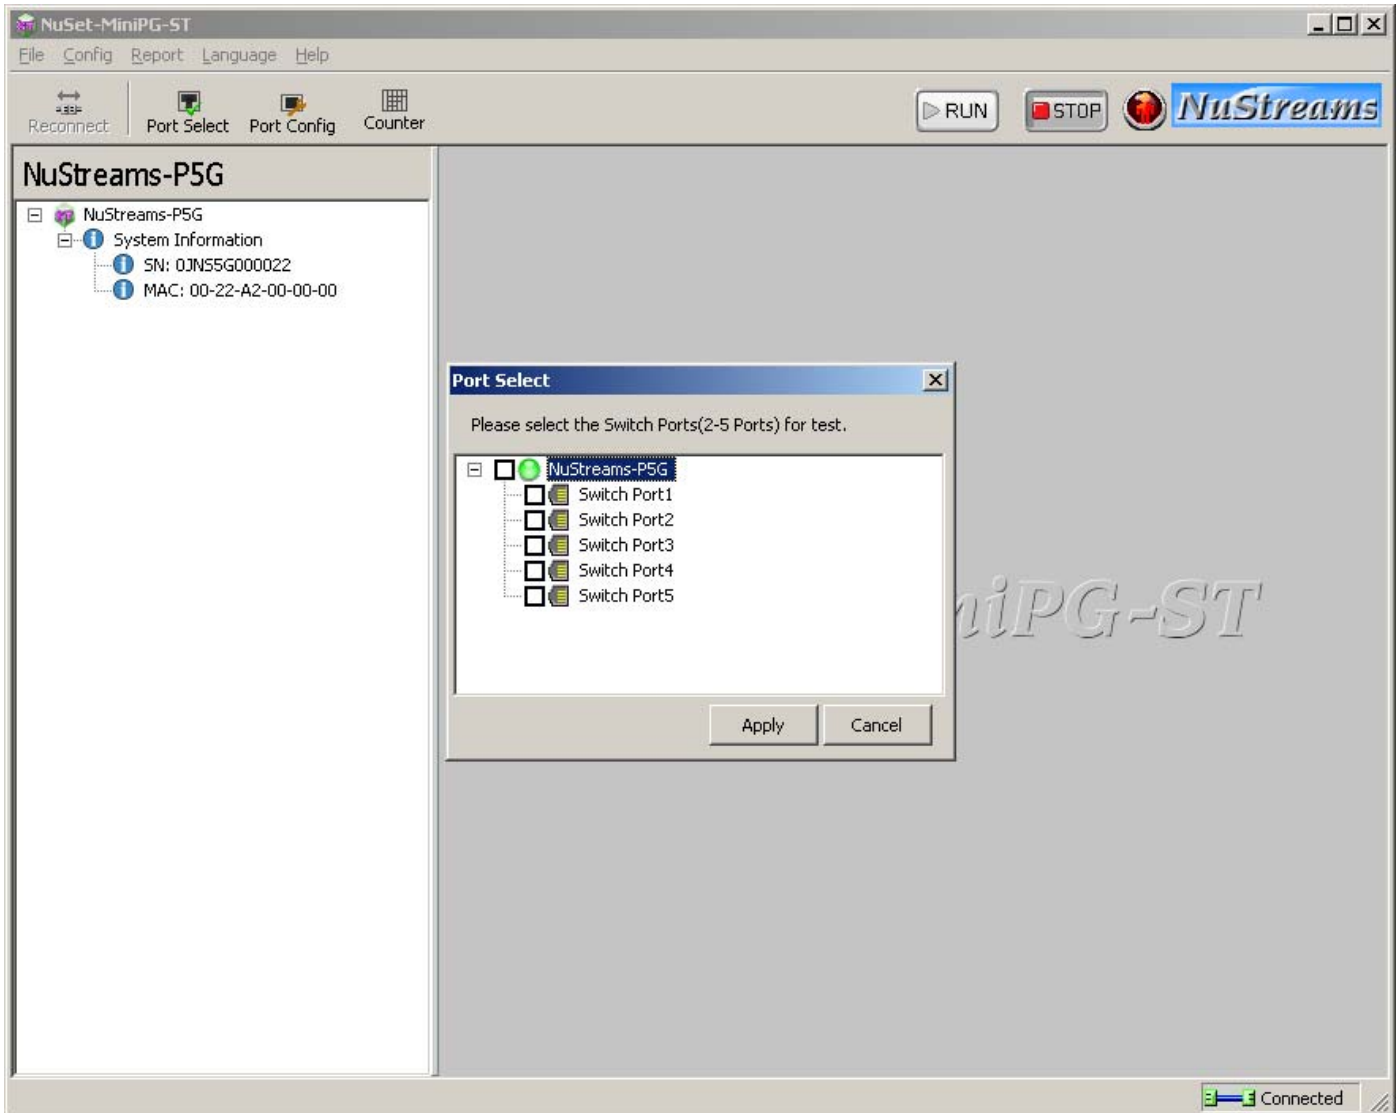 NuSet-MiniPG-ST
File Config Report Language Help
Reconnect Port Select Port Config Counter RUN STOP NuStreams
NuStreams-P5G
NuStreams-P5G
System Information
SN: 0JNS5G000022
MAC: 00-22-A2-00-00-00
Port Select
Please select the Switch Ports(2-5 Ports) for test.
NuStreams-P5G
Switch Port1
Switch Port2
Switch Port3
Switch Port4
Switch Port5
iniPG-ST
Apply Cancel
Connected